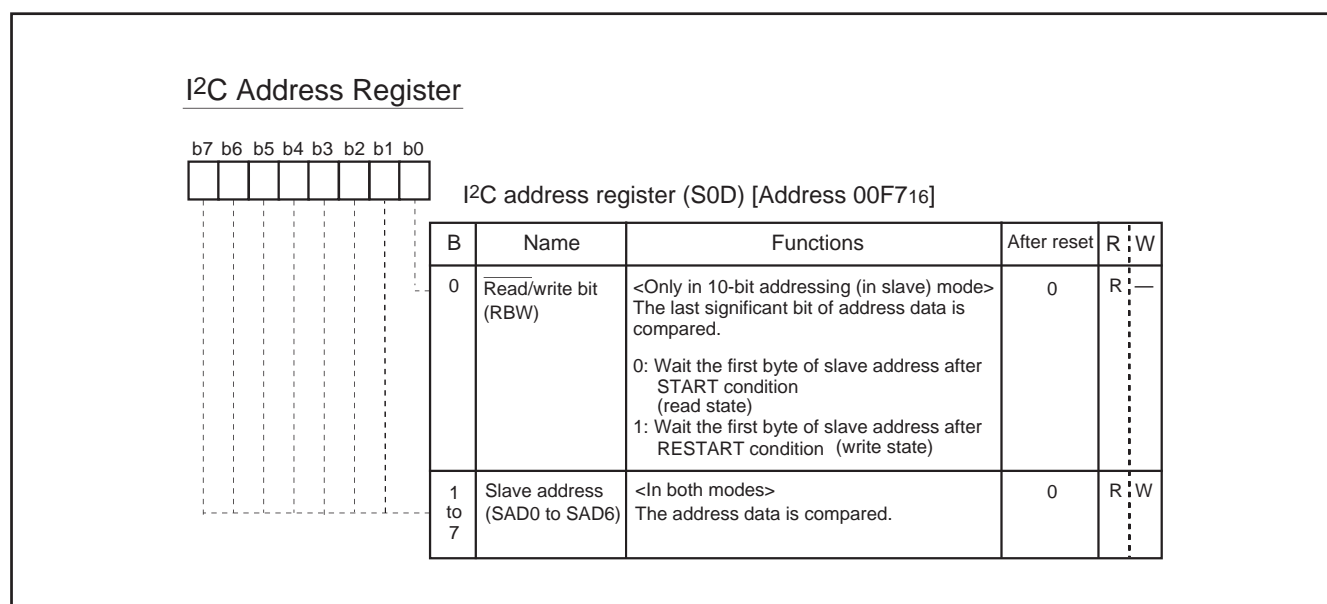 I2C Address Register
b7 b6 b5 b4 b3 b2 b1 b0
I2C address register (S0D) [Address 00F716]
B Name Functions After reset R W
0 Read/write bit <Only in 10-bit addressing (in slave) mode> 0 R —
(RBW) The last significant bit of address data is
compared.
0: Wait the first byte of slave address after
START condition
(read state)
1: Wait the first byte of slave address after
RESTART condition (write state)
1 Slave address <In both modes> 0 R W
to (SAD0 to SAD6) The address data is compared.
7